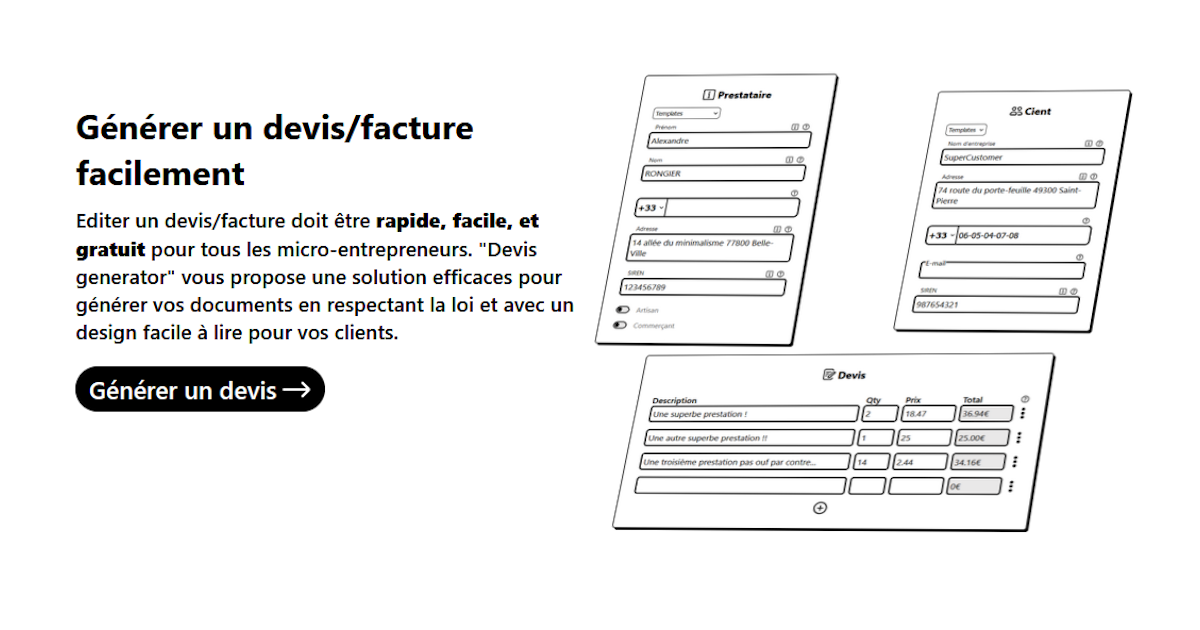 Générer un devis/facture
facilement
Editer un devis/facture doit être rapide, facile, et
gratuit pour tous les micro-entrepreneurs. "Devis
generator" vous propose une solution efficaces pour
générer vos documents en respectant la loi et avec un
design facile à lire pour vos clients.
Générer un devis
Prestataire
Templates
Prénom
Alexandre
Nom
RONGIER
+33
Adresse
14 allée du minimalisme 77800 Belle-
Ville
SIREN
123456789
Artisan
Commerçant
Cient
Templates
Nom d'entreprise
SuperCustomer
Adresse
74 route du porte-feuille 49300 Saint-
Pierre
+33 06-05-04-07-08
E-mail
SIREN
987654321
Devis
Description Qty Prix Total
Une superbe prestation ! 2 18.47 36.94€
Une autre superbe prestation !! 1 25 25.00€
Une troisième prestation pas ouf par contre... 14 2.44 34.16€
0€